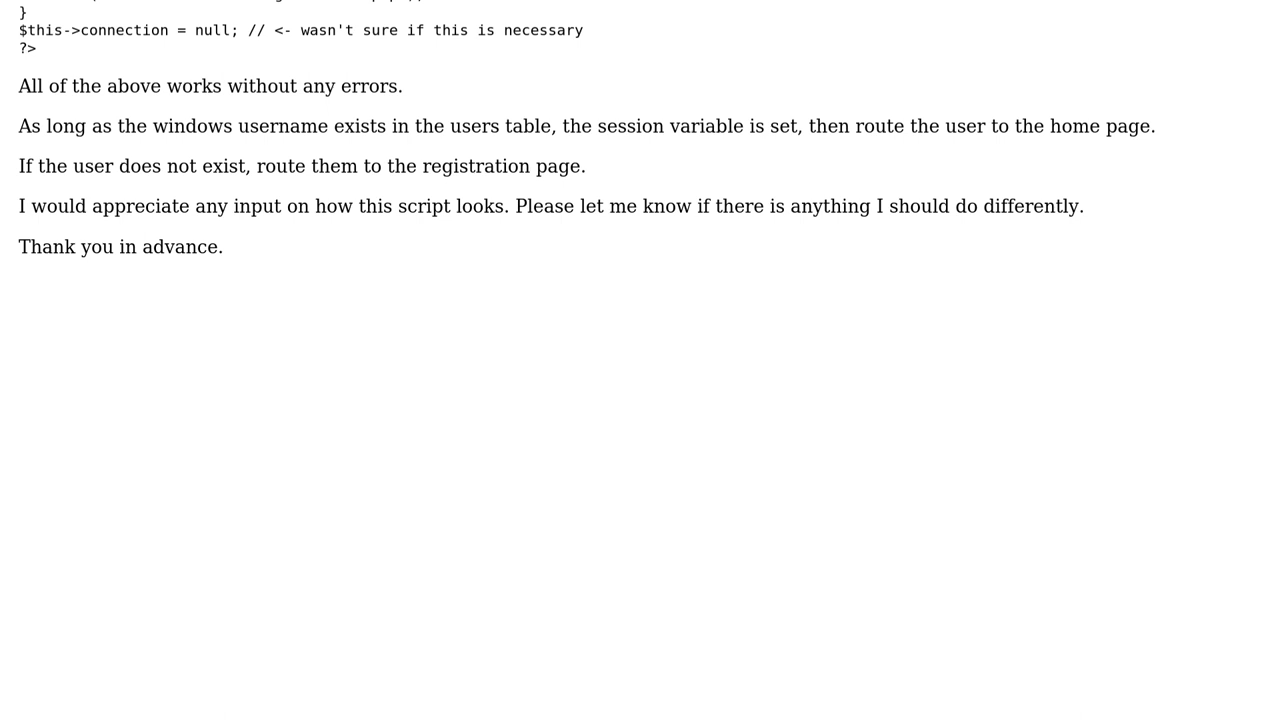 }
$this->connection = null; // <- wasn't sure if this is necessary
?>
All of the above works without any errors.
As long as the windows username exists in the users table, the session variable is set, then route the user to the home page.
If the user does not exist, route them to the registration page.
I would appreciate any input on how this script looks. Please let me know if there is anything I should do differently.
Thank you in advance.